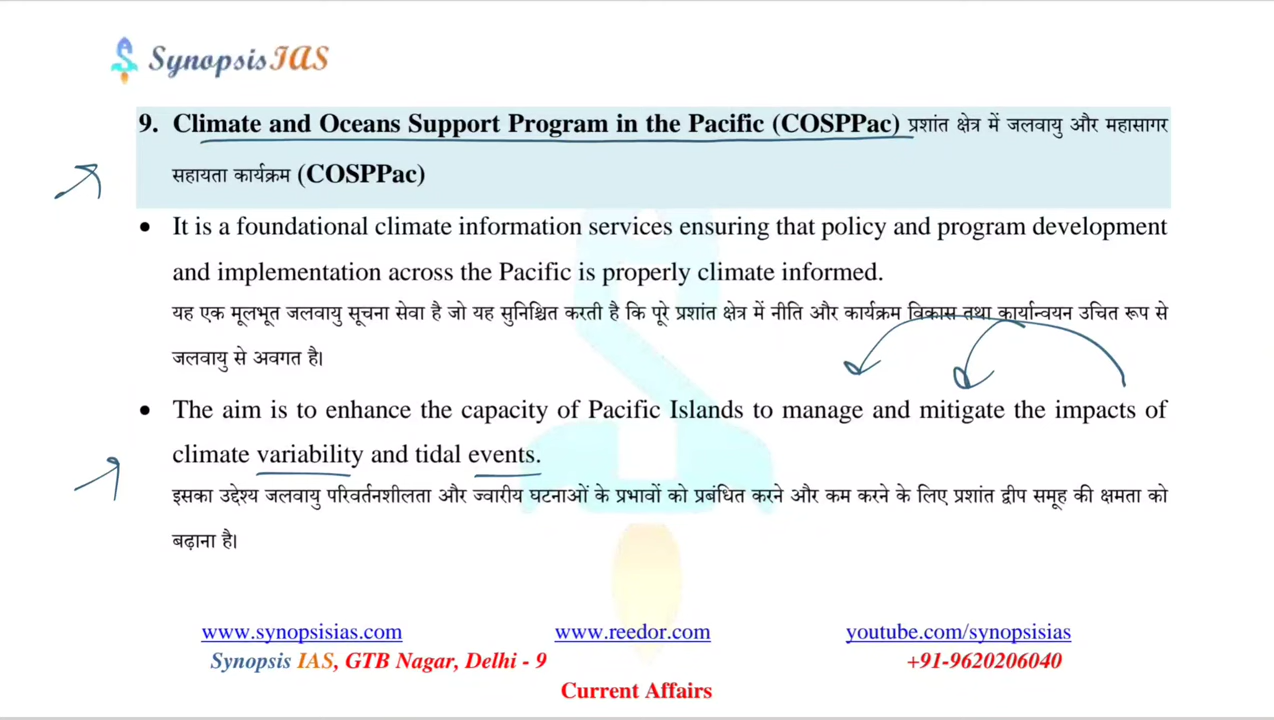 Synopsis IAS
9. Climate and Oceans Support Program in the Pacific (COSPPac) प्रशांत क्षेत्र में जलवायु और महासागर
सहायता कार्यक्रम (COSPPac)
• It is a foundational climate information services ensuring that policy and program development
and implementation across the Pacific is properly climate informed.
यह एक मूलभूत जलवायु सूचना सेवा है जो यह सुनिश्चित करती है कि पूरे प्रशांत क्षेत्र में नीति और कार्यक्रम विकास तथा कार्यान्वयन उचित रूप से
जलवायु से अवगत है।
• The aim is to enhance the capacity of Pacific Islands to manage and mitigate the impacts of
climate variability and tidal events.
इसका उद्देश्य जलवायु परिवर्तनशीलता और ज्वारीय घटनाओं के प्रभावों को प्रबंधित करने और कम करने के लिए प्रशांत द्वीप समूह की क्षमता को
बढ़ाना है।
www.synopsisias.com www.reedor.com youtube.com/synopsisias
Synopsis IAS, GTB Nagar, Delhi - 9 +91-9620206040
Current Affairs